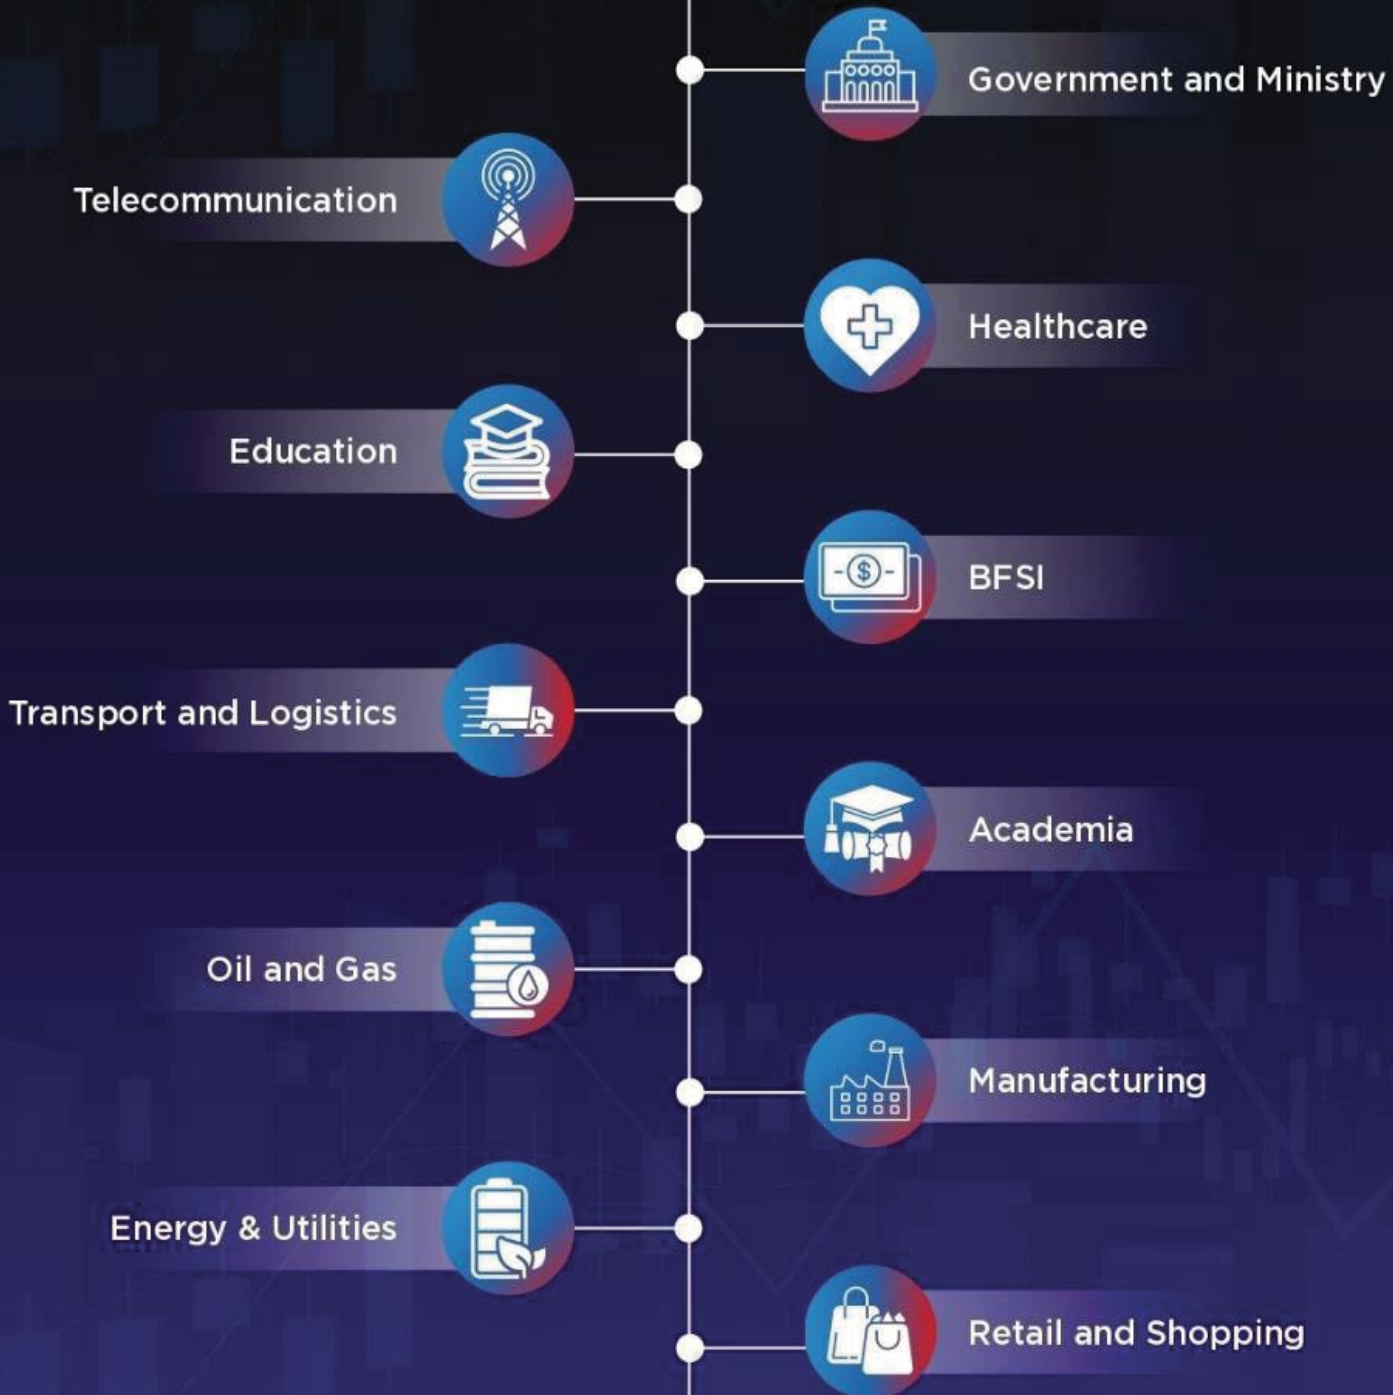 Government and Ministry
Telecommunication
Healthcare
Education
BFSI
Transport and Logistics
Academia
Oil and Gas
Manufacturing
Energy & Utilities
Retail and Shopping